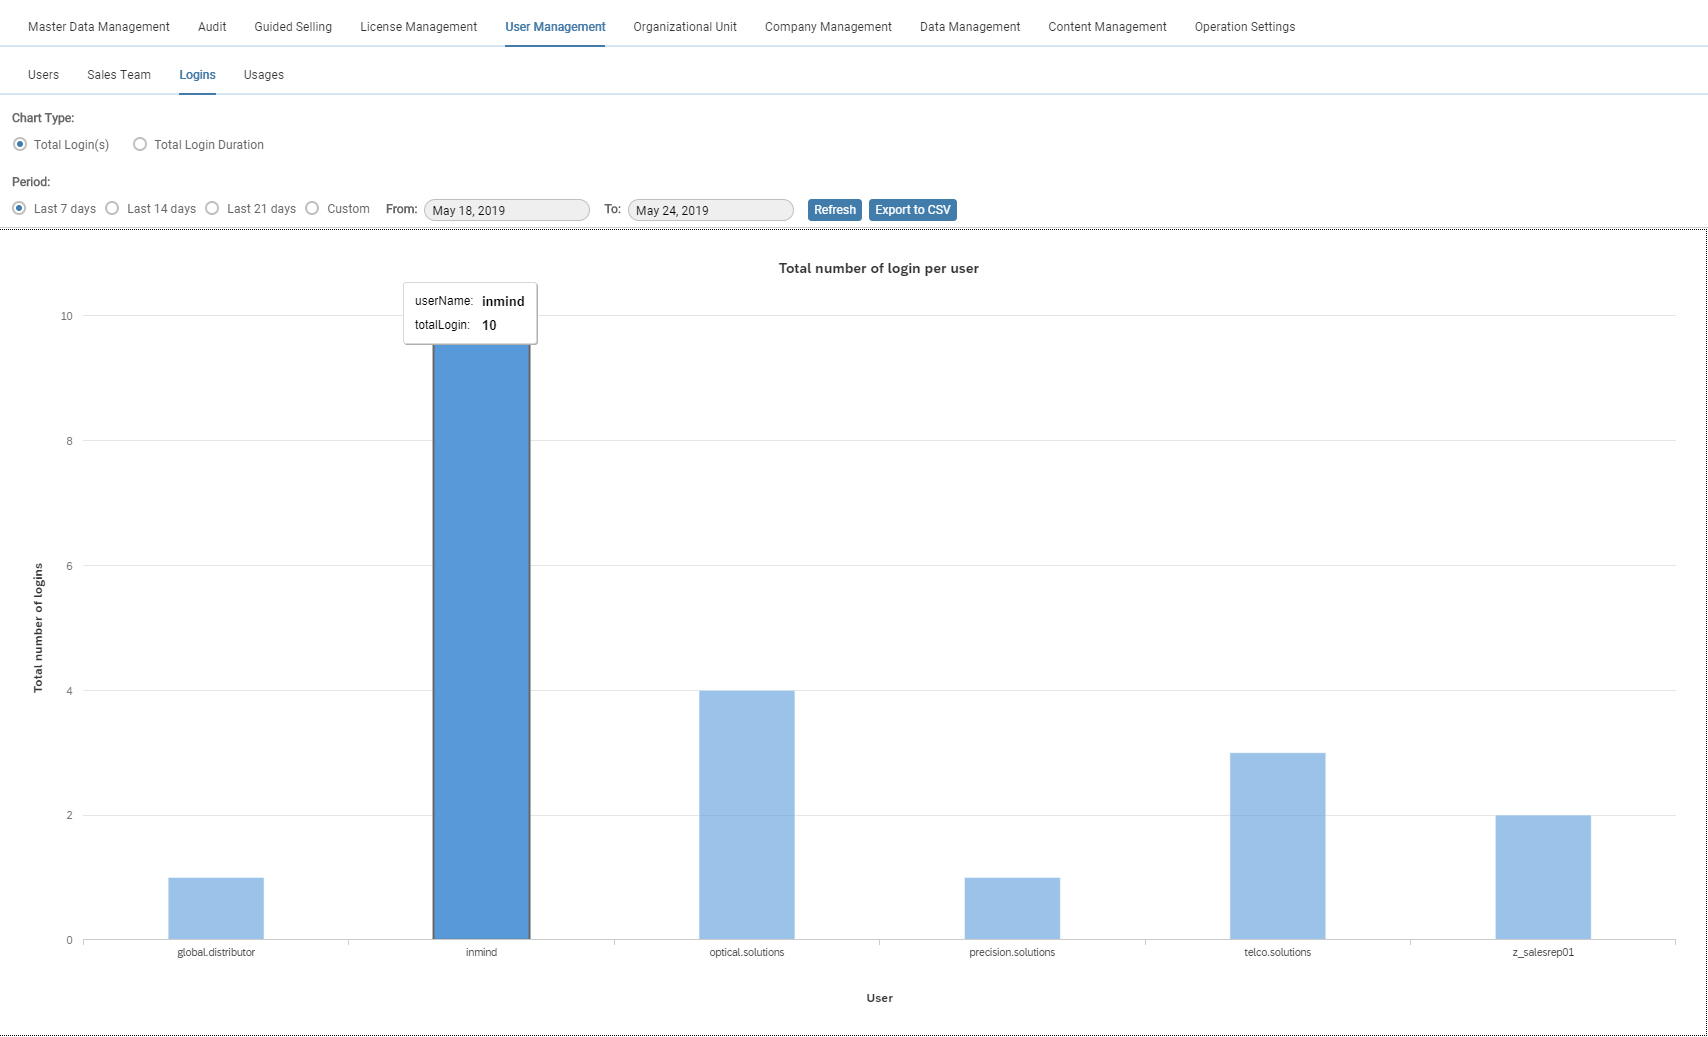 Master Data Management Audit Guided Selling License Management User Management Organizational Unit Company Management Data Management Content Management Operation Settings
Users Sales Team Logins Usages
Chart Type:
Total Login(s) Total Login Duration
Period:
Last 7 days Last 14 days Last 21 days Custom From: May 18, 2019 To: May 24, 2019 Refresh Export to CSV
Total number of login per user
userName: inmind
totalLogin: 10
10
8
6
4
2
0
Total number of logins
global.distributor inmind optical.solutions precision.solutions telco.solutions z_salesrep01
User